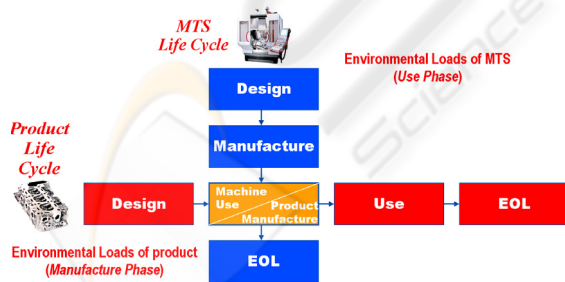 MTS
Life Cycle
Environmental Loads of MTS
(Use Phase)
Design
Manufacture
Product
Life
Cycle
Design
Machine
Use
Product
Manufacture
Use
EOL
Environmental Loads of product
(Manufacture Phase)
EOL
Science